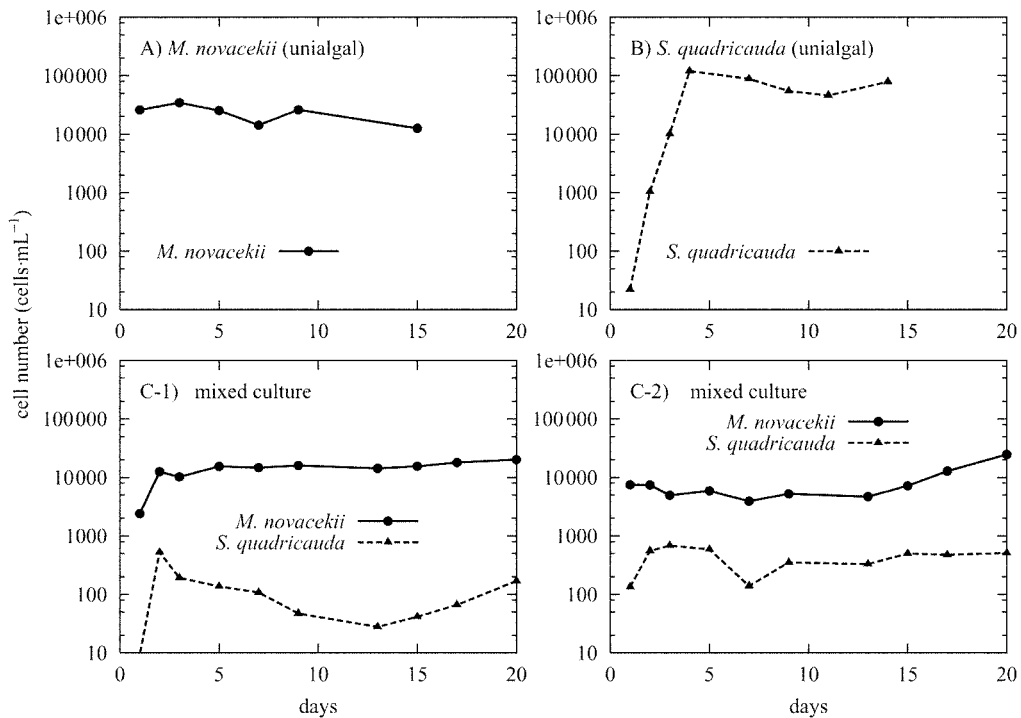 cell number (cells·mL⁻¹)
A) M. novacekii (unialgal)
1e+006
100000
10000
1000
100
10
M. novacekii
0 5 10 15 20
B) S. quadricauda (unialgal)
1e+006
100000
10000
1000
100
10
S. quadricauda
0 5 10 15 20
C-1) mixed culture
1e+006
100000
10000
1000
100
10
M. novacekii
S. quadricauda
0 5 10 15 20
days
C-2) mixed culture
1e+006
100000
10000
1000
100
10
M. novacekii
S. quadricauda
0 5 10 15 20
days